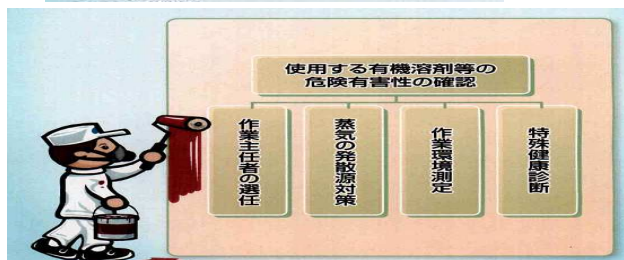 使用する有機溶剤等の
危険有害性の確認
作業主任者の選任
蒸気の発散源対策
作業環境測定
特殊健康診断